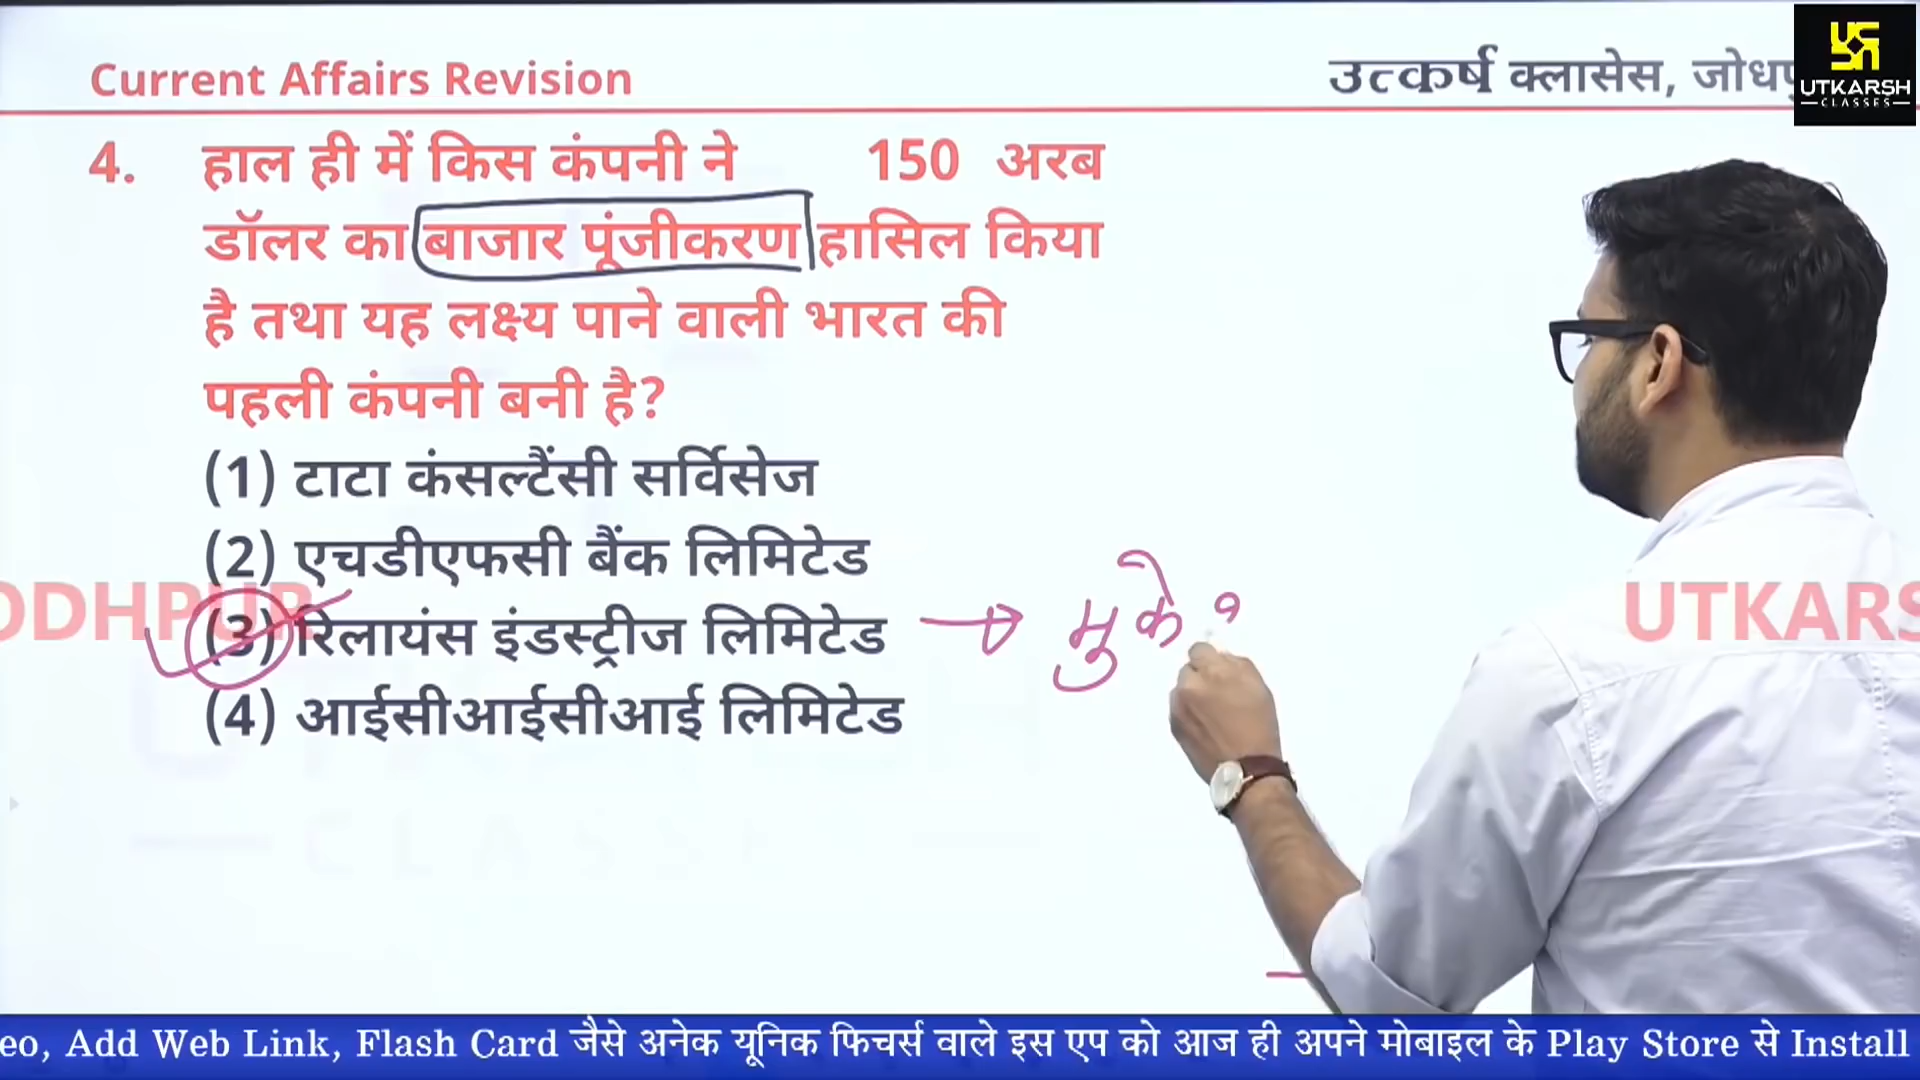 Current Affairs Revision
उत्कर्ष क्लासेस,
UTKARSH
CLASSES
4. हाल ही में किस कंपनी ने 150 अरब
डॉलर का बाजार पूंजीकरण हासिल किया
है तथा यह लक्ष्य पाने वाली भारत की
पहली कंपनी बनी है?
(1) टाटा कंसल्टैंसी सर्विसेज
(2) एचडीएफसी बैंक लिमिटेड
(3) रिलायंस इंडस्ट्रीज लिमिटेड → मुके
(4) आईसीआईसीआई लिमिटेड
ODHPUR
UTKARS
CLASS
eo, Add Web Link, Flash Card जैसे अनेक यूनिक फिचर्स वाले इस एप को आज ही अपने मोबाइल के Play Store से Install